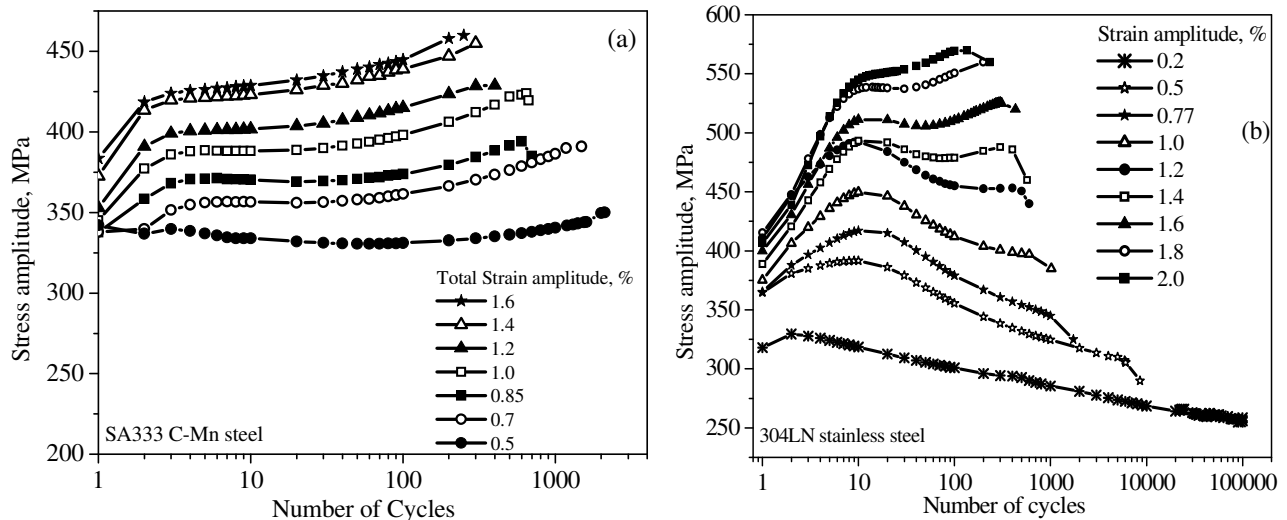 (a)
450
400
350
300
250
200
Stress amplitude, MPa
Total Strain amplitude, %
1.6
1.4
1.2
1.0
0.85
0.7
0.5
SA333 C-Mn steel
1 10 100 1000
Number of Cycles
600
550
500
450
400
350
300
250
Stress amplitude, MPa
Strain amplitude, %
0.2
0.5
0.77
1.0
1.2
1.4
1.6
1.8
2.0
(b)
304LN stainless steel
1 10 100 1000 10000 100000
Number of cycles